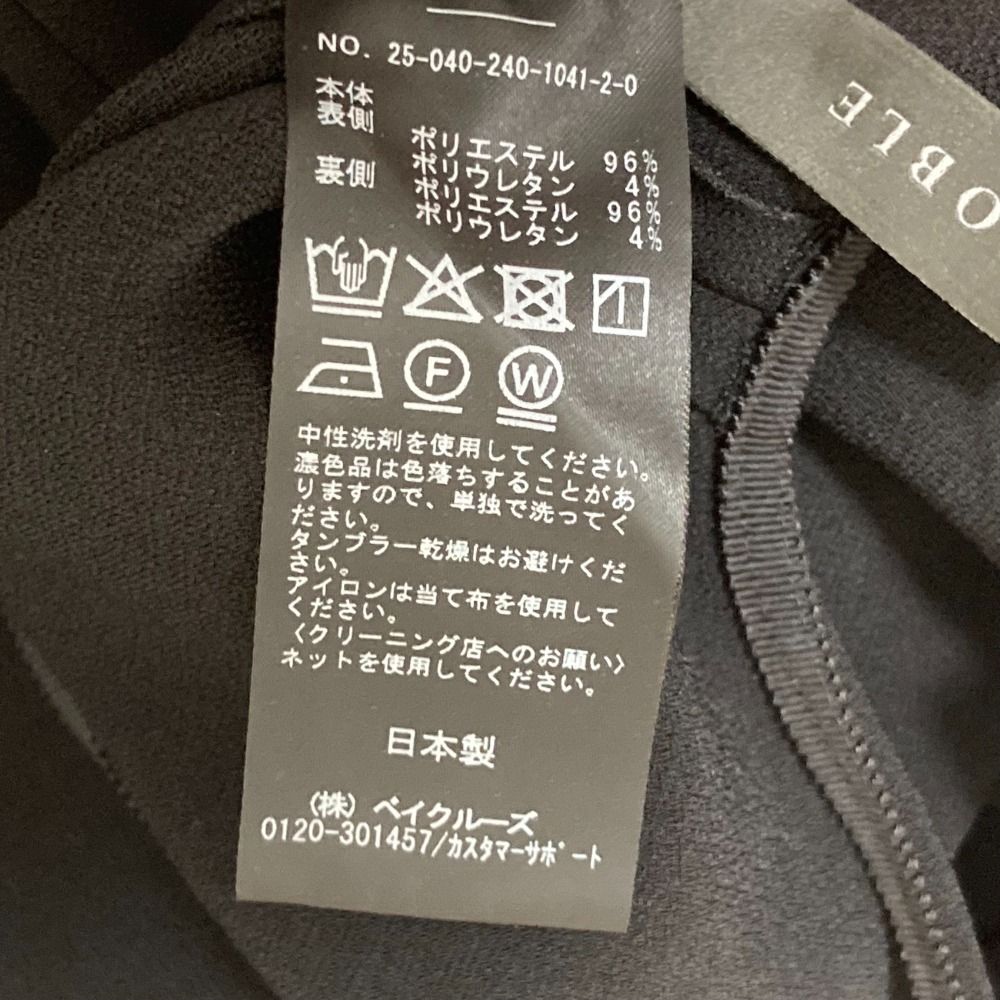 NO. 25-040-240-1041-2-0
本体
表側
ポリエステル 96%
ポリウレタン 4%
裏側
ポリエステル 96%
ポリウレタン 4%
F
W
中性洗剤を使用してください。
濃色品は色落ちすることがあ
りますので、単独で洗ってく
ださい。
タンブラー乾燥はお避けくだ
さい。
アイロンは当て布を使用して
ください。
〈クリーニング店へのお願い〉
ネットを使用してください。
日本製
(株) ベイクルーズ
0120-301457/カスタマーサポート
OBLE